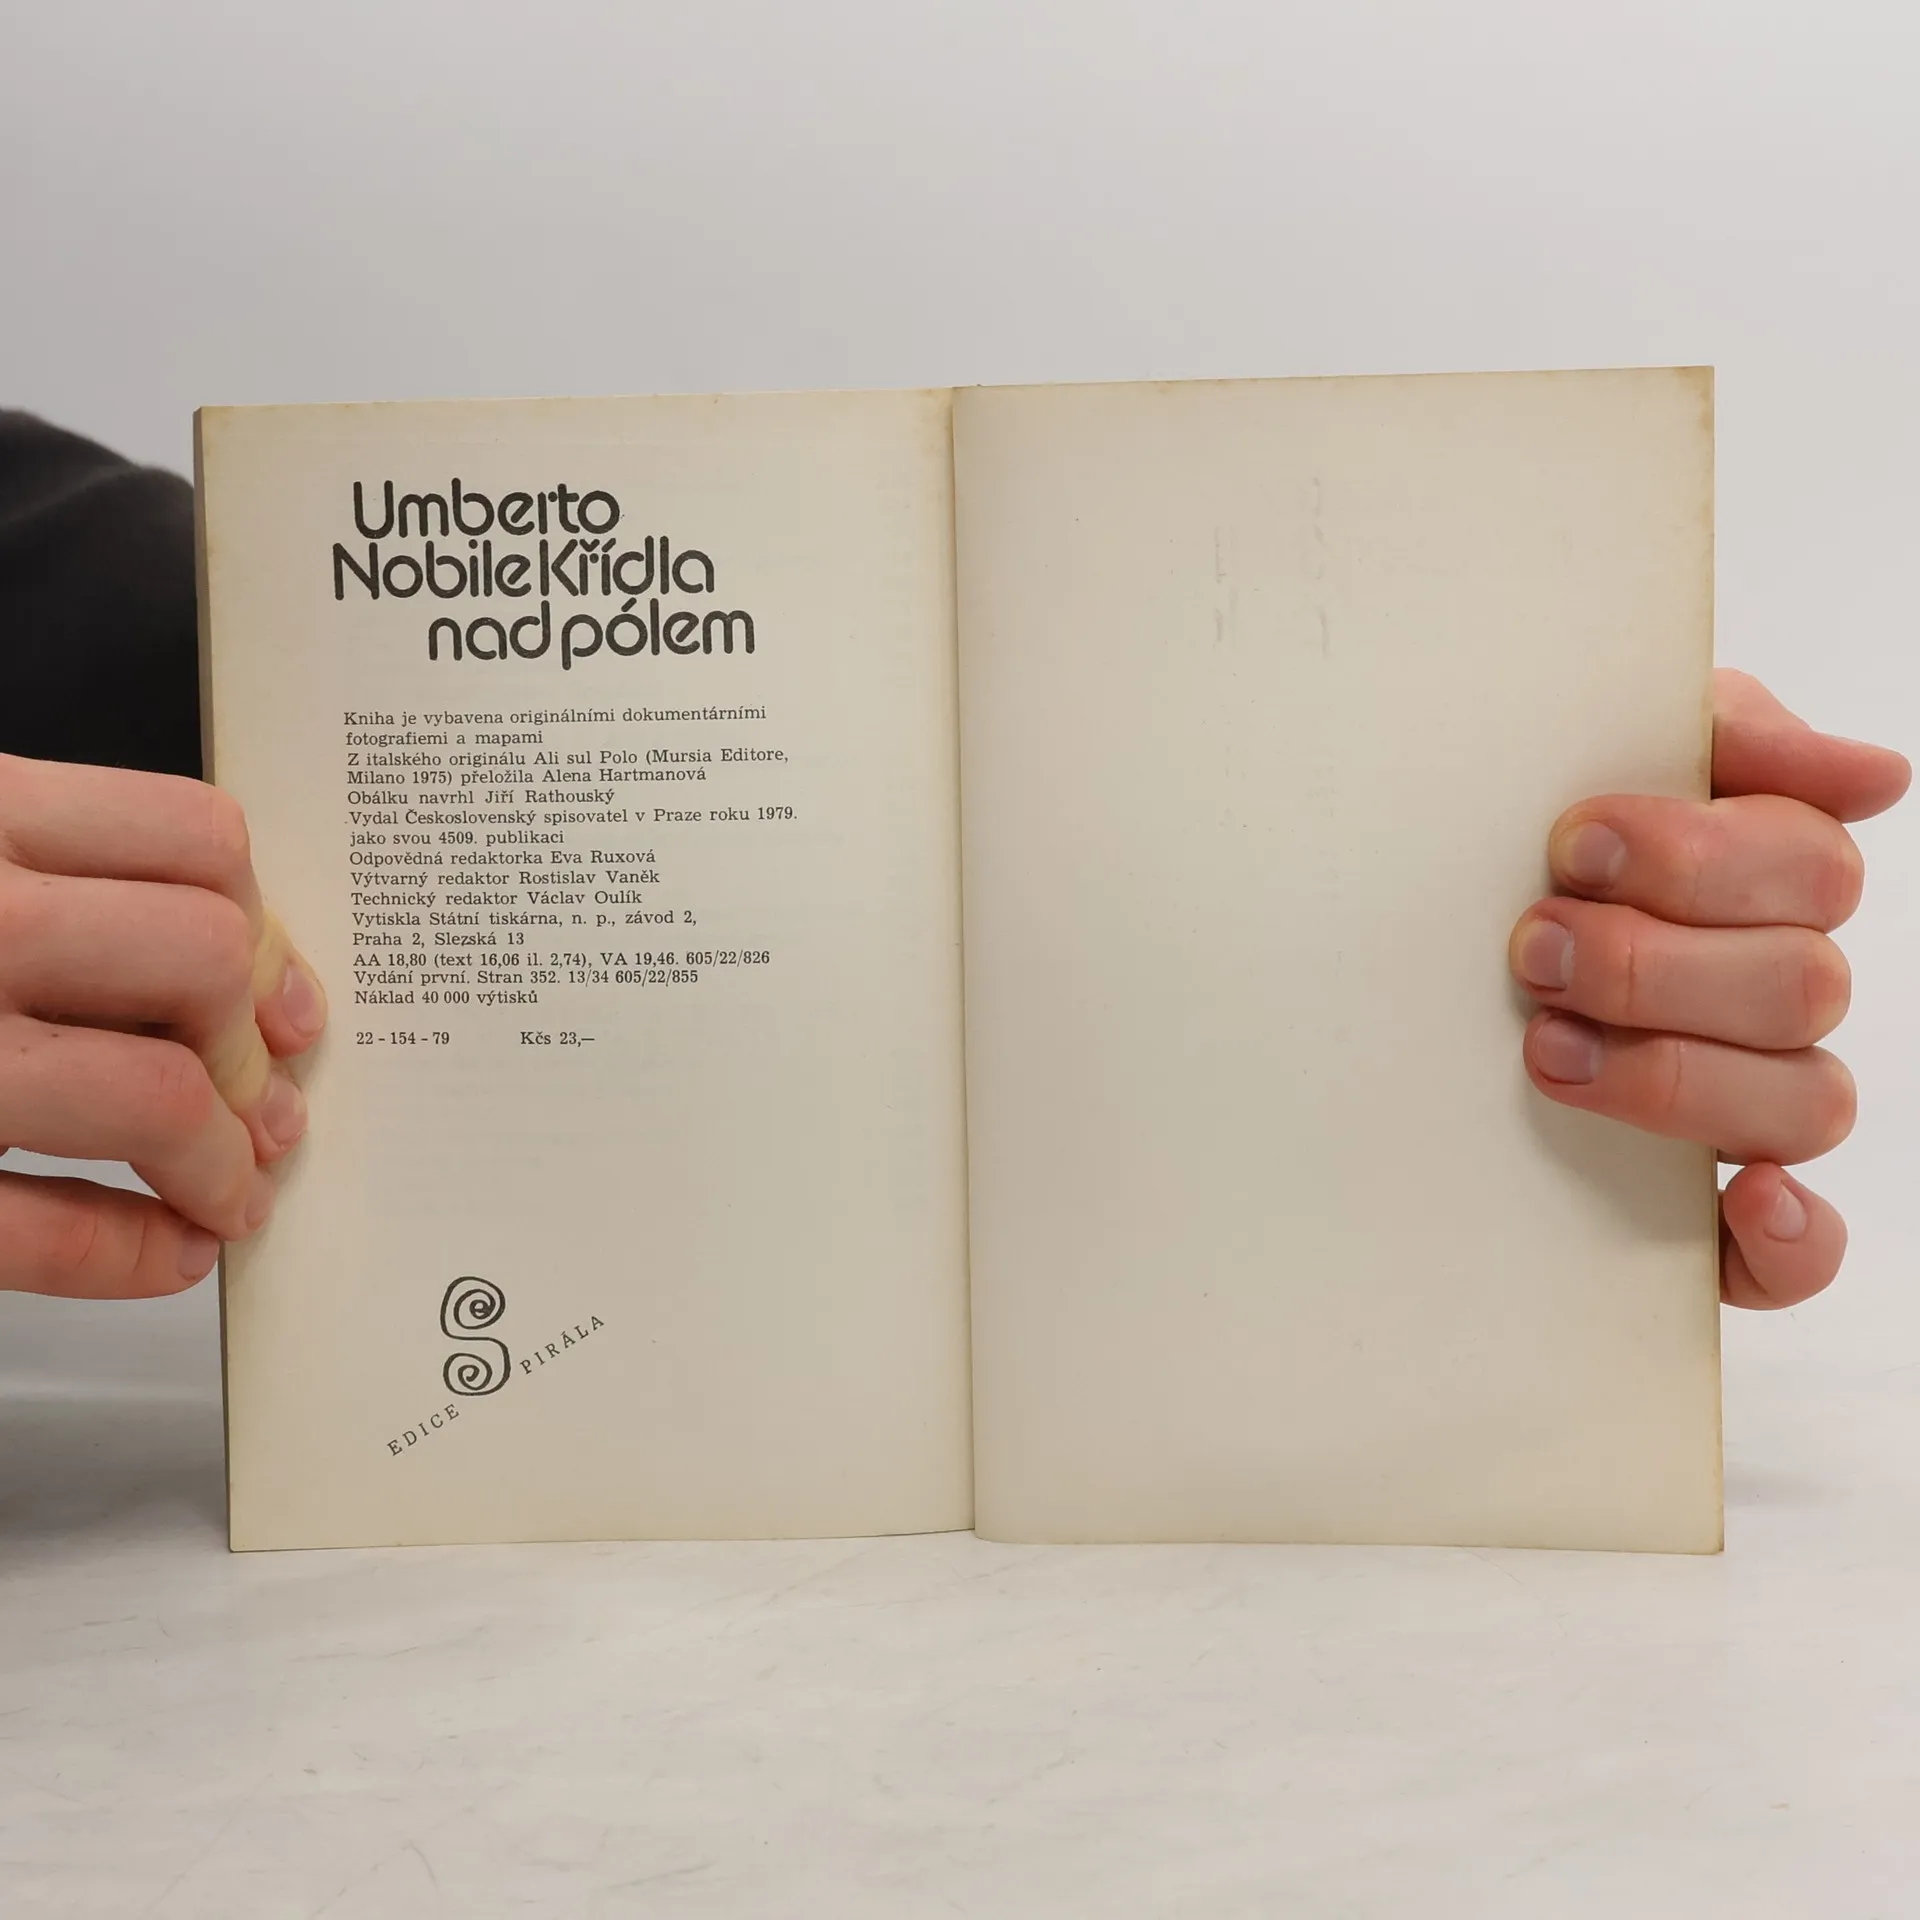 Umberto
Nobile Křídla
nad pólem
Kniha je vybavena originálními dokumentárními
fotografiemi a mapami
Z italského originálu Ali sul Polo (Mursia Editore,
Milano 1975) přeložila Alena Hartmanová
Obálku navrhl Jiří Rathouský
Vydal Československý spisovatel v Praze roku 1979.
jako svou 4509. publikaci
Odpovědná redaktorka Eva Ruxová
Výtvarný redaktor Rostislav Vaněk
Technický redaktor Václav Oulík
Vytiskla Státní tiskárna, n. p., závod 2,
Praha 2, Slezská 13
AA 18,80 (text 16,06 il. 2,74), VA 19,46. 605/22/826
Vydání první. Stran 352. 13/34 605/22/855
Náklad 40 000 výtisků
22 - 154 - 79 Kčs 23,—
EDICE SPIRÁLA